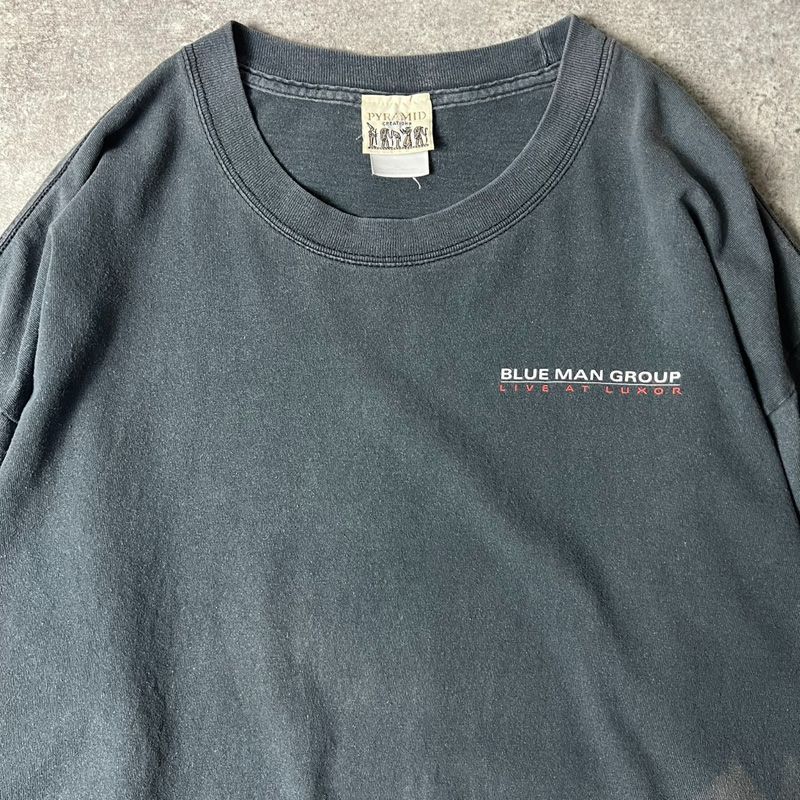 PYRAMID
CREATIONS
BLUE MAN GROUP
LIVE AT LUXOR